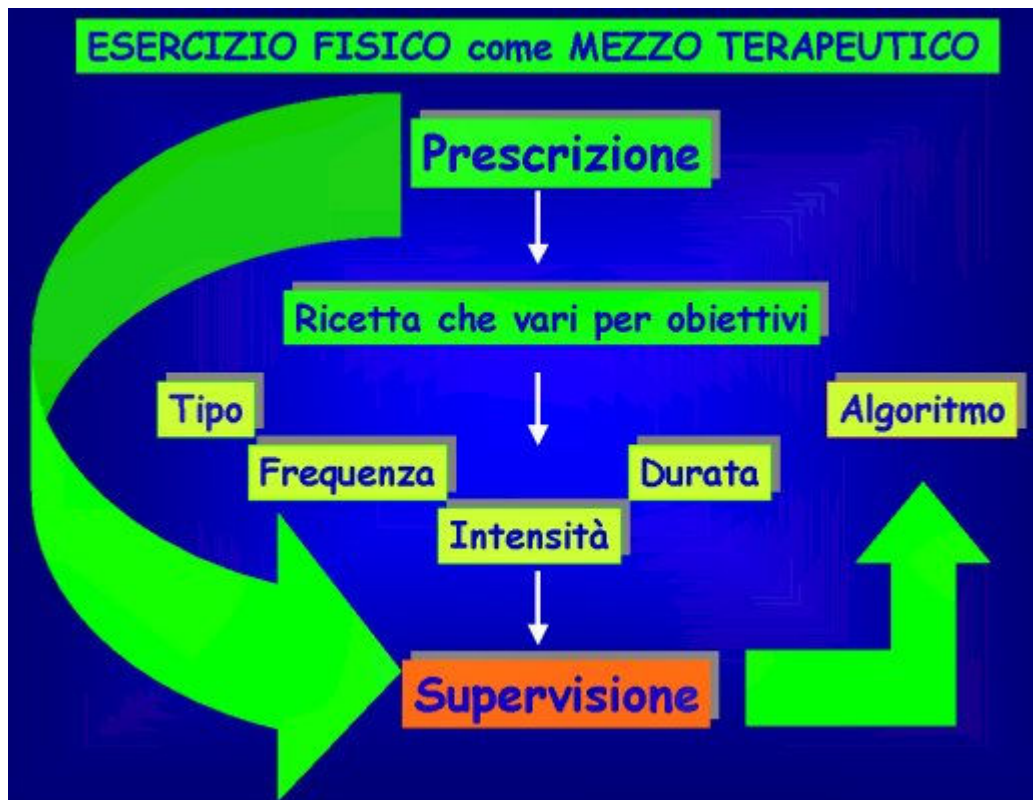 ESERCIZIO FISICO come MEZZO TERAPEUTICO
Prescrizione
Ricetta che vari per obiettivi
Tipo
Algoritmo
Frequenza
Durata
Intensità
Supervisione